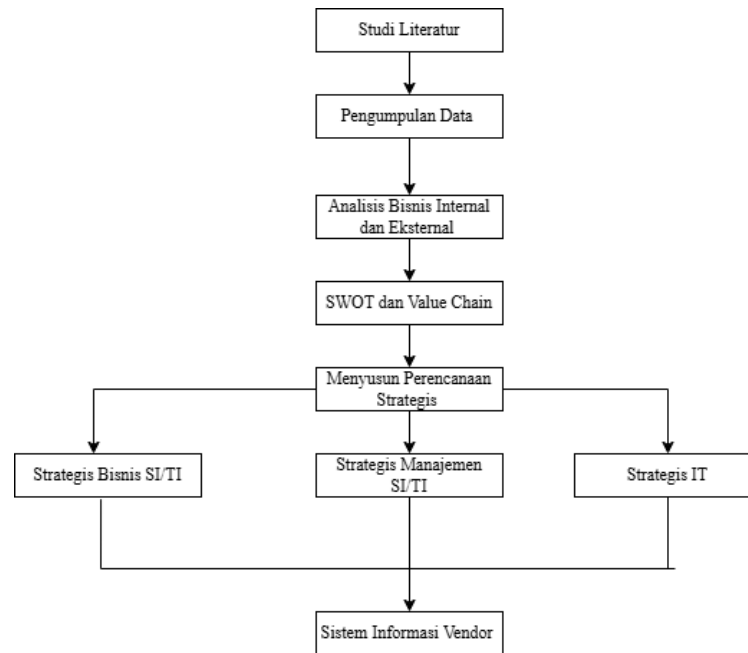 Studi Literatur
Pengumpulan Data
Analisis Bisnis Internal
dan Eksternal
SWOT dan Value Chain
Menyusun Perencanaan
Strategis
Strategis Bisnis SI/TI
Strategis Manajemen
SI/TI
Strategis IT
Sistem Informasi Vendor